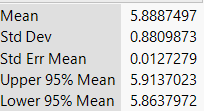 Mean 5.8887497
Std Dev 0.8809873
Std Err Mean 0.0127279
Upper 95% Mean 5.9137023
Lower 95% Mean 5.8637972